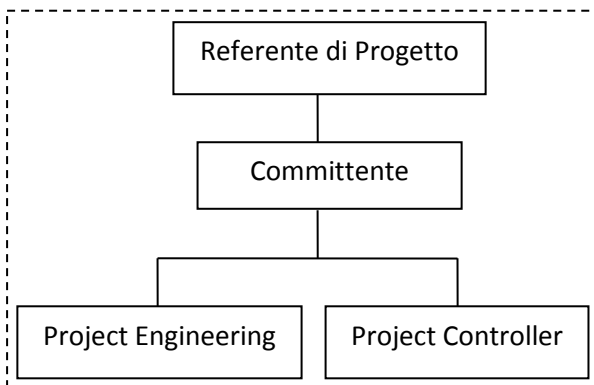 Referente di Progetto
Committente
Project Engineering
Project Controller